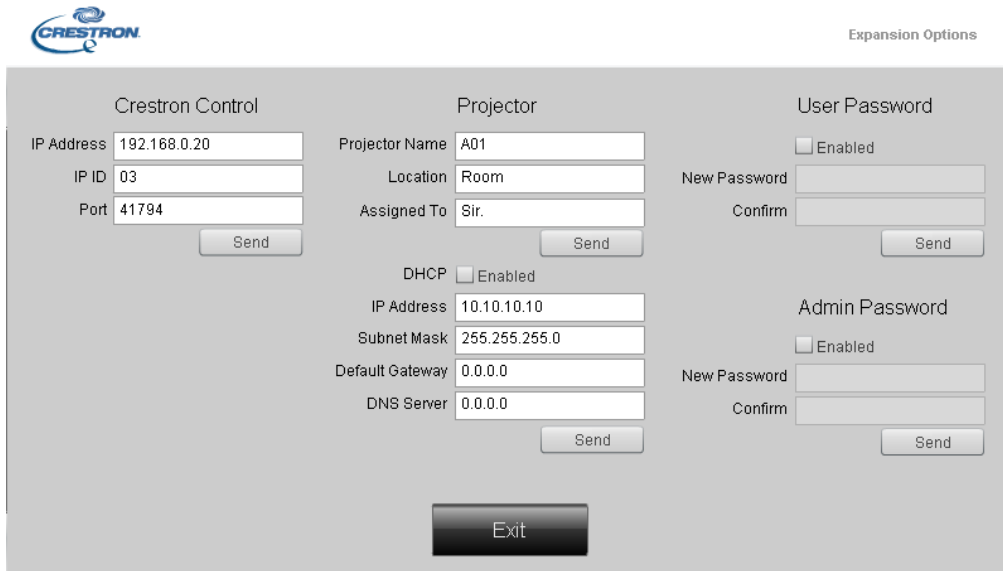 CRESTRON
Expansion Options
Crestron Control
IP Address 192.168.0.20
IP ID 03
Port 41794
Send
Projector
Projector Name A01
Location Room
Assigned To Sir.
Send
DHCP Enabled
IP Address 10.10.10.10
Subnet Mask 255.255.255.0
Default Gateway 0.0.0.0
DNS Server 0.0.0.0
Send
User Password
Enabled
New Password
Confirm
Send
Admin Password
Enabled
New Password
Confirm
Send
Exit